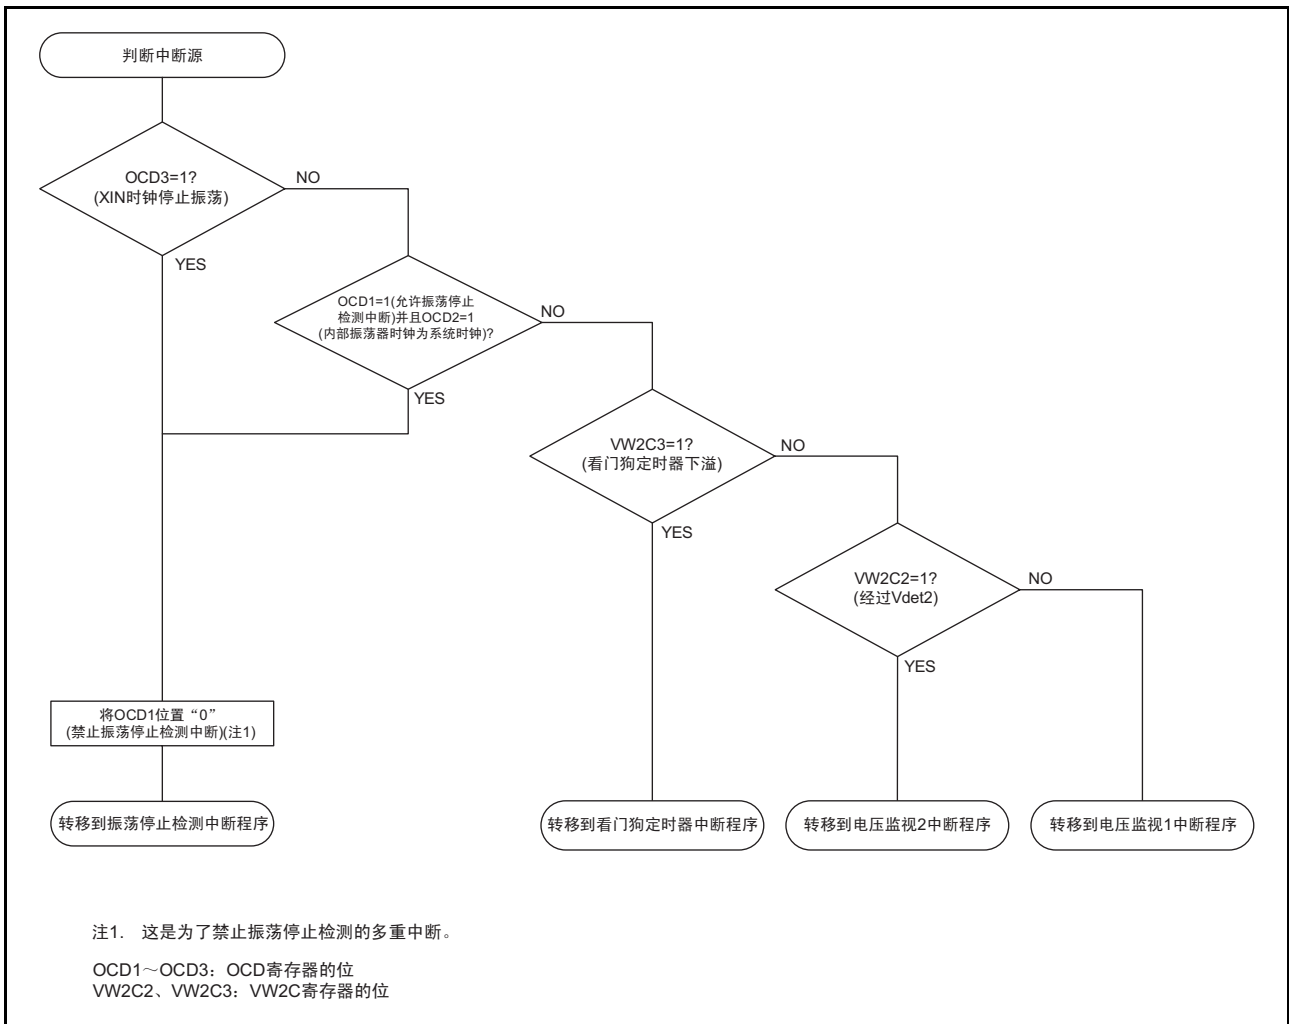 判断中断源
OCD3=1?
(XIN时钟停止振荡)
NO
YES
OCD1=1(允许振荡停止
检测中断)并且OCD2=1
(内部振荡器时钟为系统时钟)?
NO
YES
VW2C3=1?
(看门狗定时器下溢)
NO
YES
VW2C2=1?
(经过Vdet2)
NO
YES
将OCD1位置“0”
(禁止振荡停止检测中断)(注1)
转移到振荡停止检测中断程序
转移到看门狗定时器中断程序
转移到电压监视2中断程序
转移到电压监视1中断程序
注1. 这是为了禁止振荡停止检测的多重中断。
OCD1～OCD3：OCD寄存器的位
VW2C2、VW2C3：VW2C寄存器的位